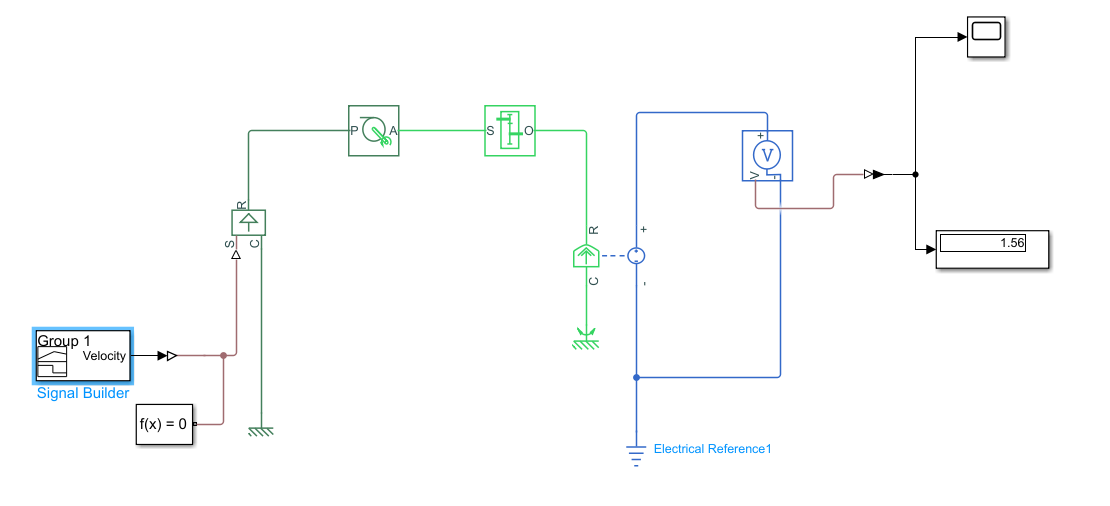 P
A
S
O
+
V
V
-
1.56
R
S
C
R
C
+
-
Group 1
Velocity
Signal Builder
f(x) = 0
Electrical Reference1